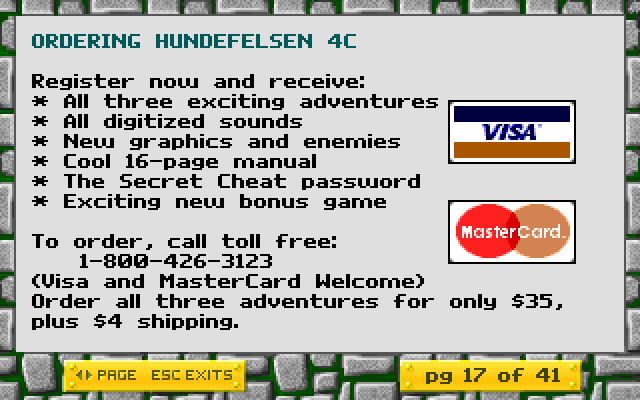 ORDERING HUNDEFELSEN 4C
Register now and receive:
* All three exciting adventures
* All digitized sounds
* New graphics and enemies
* Cool 16-page manual
* The Secret Cheat password
* Exciting new bonus game
VISA
MasterCard.
To order, call toll free:
1-800-426-3123
(Visa and MasterCard Welcome)
Order all three adventures for only $35,
plus $4 shipping.
PAGE ESC EXITS
pg 17 of 41